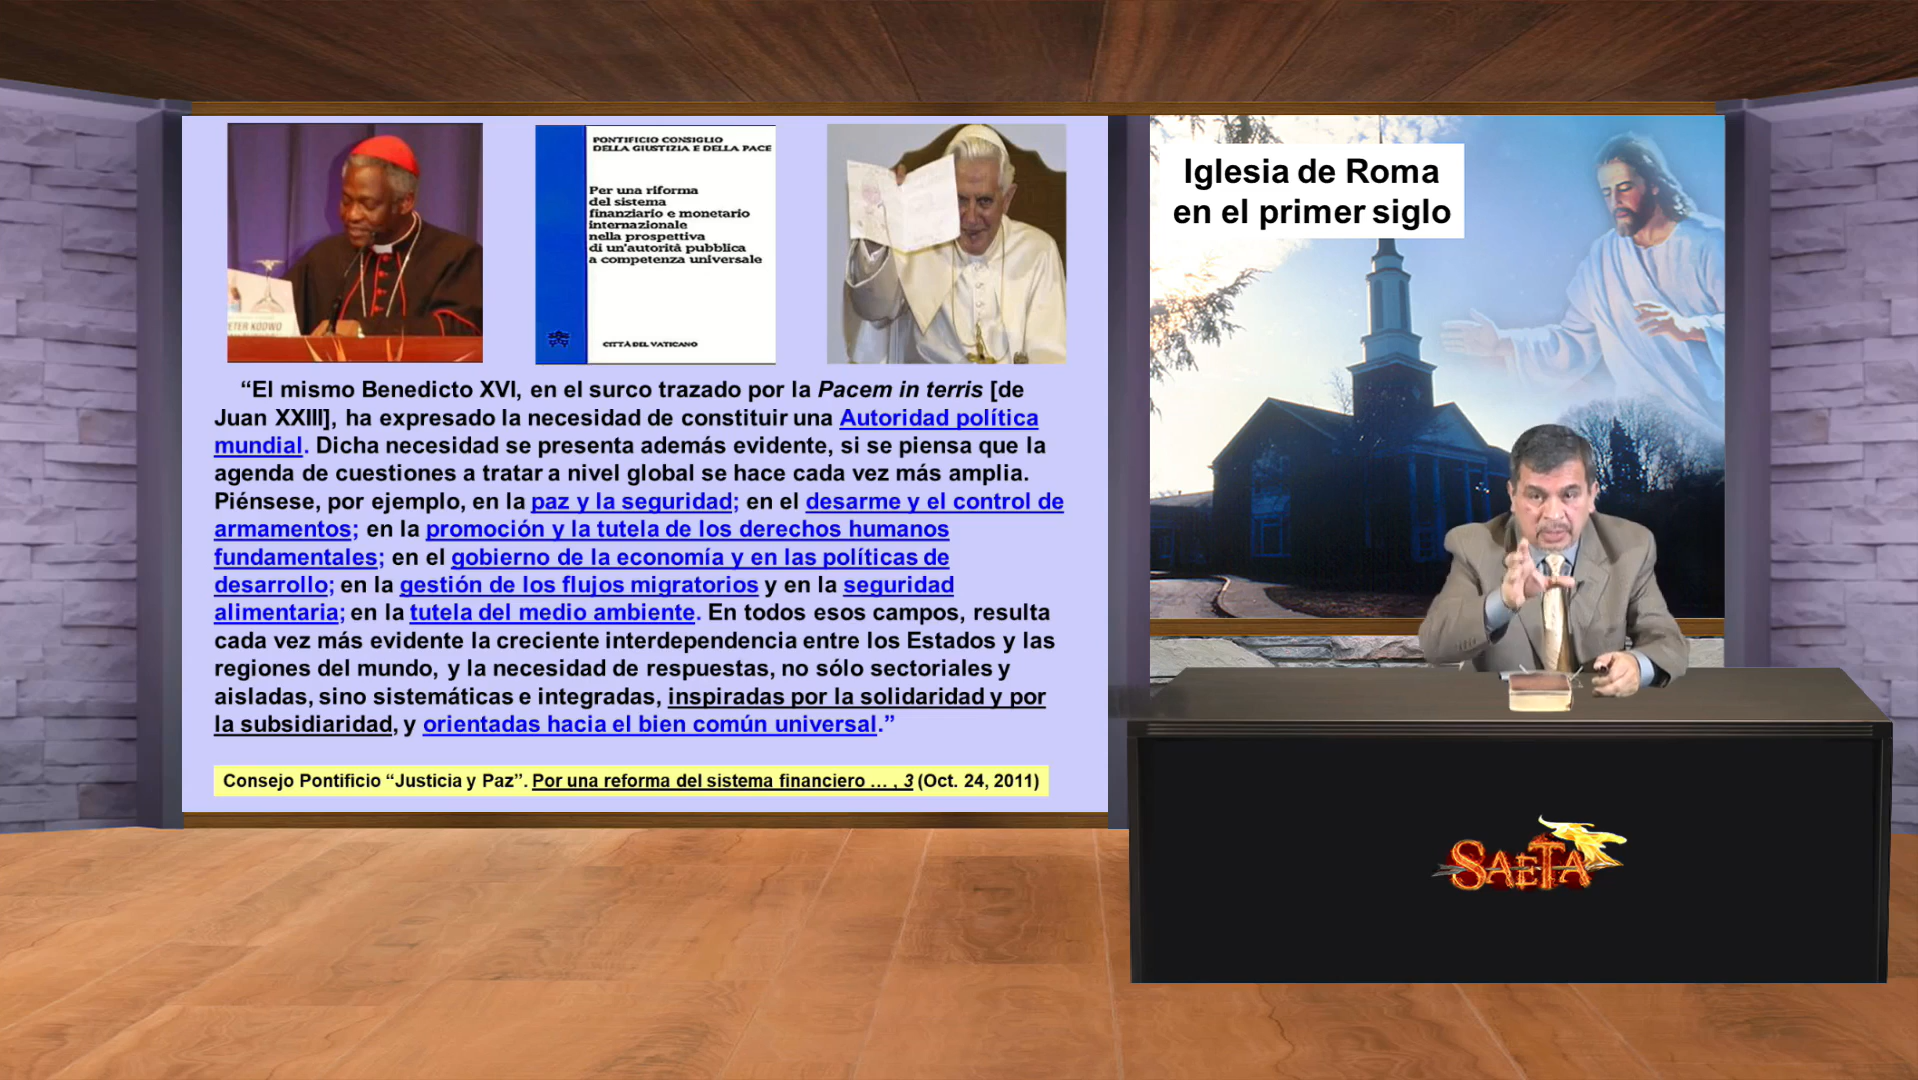 PONTIFICIO CONSIGLIO
DELLA GIUSTIZIA E DELLA PACE
Per una riforma
del sistema
finanziario e monetario
internazionale
nella prospettiva
di un'autorità pubblica
a competenza universale
CITTÀ DEL VATICANO
PETER KODWO
“El mismo Benedicto XVI, en el surco trazado por la Pacem in terris [de
Juan XXIII], ha expresado la necesidad de constituir una Autoridad política
mundial. Dicha necesidad se presenta además evidente, si se piensa que la
agenda de cuestiones a tratar a nivel global se hace cada vez más amplia.
Piénsese, por ejemplo, en la paz y la seguridad; en el desarme y el control de
armamentos; en la promoción y la tutela de los derechos humanos
fundamentales; en el gobierno de la economía y en las políticas de
desarrollo; en la gestión de los flujos migratorios y en la seguridad
alimentaria; en la tutela del medio ambiente. En todos esos campos, resulta
cada vez más evidente la creciente interdependencia entre los Estados y las
regiones del mundo, y la necesidad de respuestas, no sólo sectoriales y
aisladas, sino sistemáticas e integradas, inspiradas por la solidaridad y por
la subsidiaridad, y orientadas hacia el bien común universal.”
Consejo Pontificio “Justicia y Paz”. Por una reforma del sistema financiero ... , 3 (Oct. 24, 2011)
Iglesia de Roma
en el primer siglo
SAETA